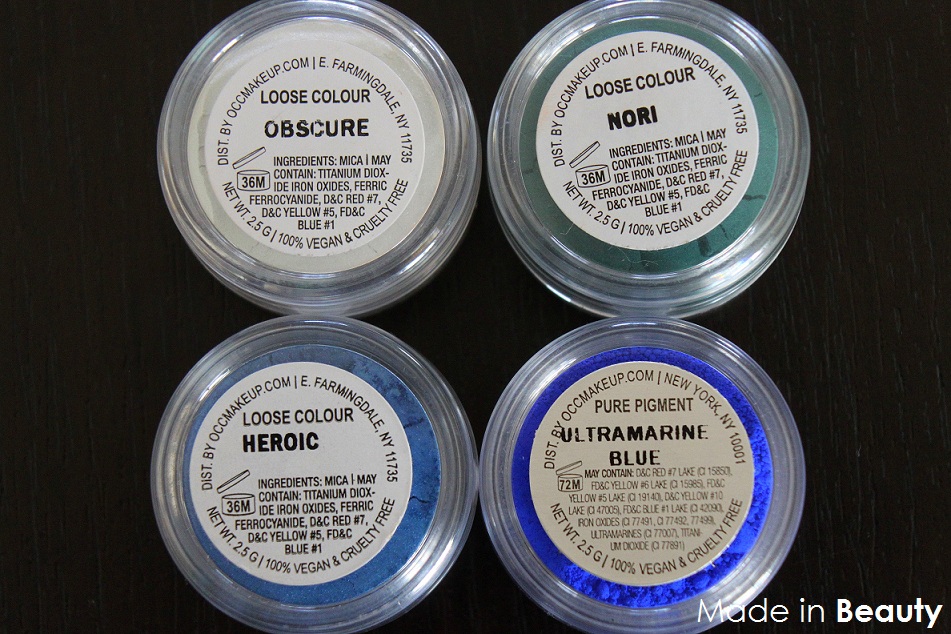 DIST. BY OCCMAKEUP.COM | E. FARMINGDALE, NY 11735
LOOSE COLOUR
OBSCURE
36M
INGREDIENTS: MICA | MAY
CONTAIN: TITANIUM DIOX-
IDE IRON OXIDES, FERRIC
FERROCYANIDE, D&C RED #7,
D&C YELLOW #5, FD&C
BLUE #1
NET WT. 2.5 G | 100% VEGAN & CRUELTY FREE
DIST. BY OCCMAKEUP.COM | E. FARMINGDALE, NY 11735
LOOSE COLOUR
NORI
36M
INGREDIENTS: MICA | MAY
CONTAIN: TITANIUM DIOX-
IDE IRON OXIDES, FERRIC
FERROCYANIDE, D&C RED #7,
D&C YELLOW #5, FD&C
BLUE #1
NET WT. 2.5 G | 100% VEGAN & CRUELTY FREE
DIST. BY OCCMAKEUP.COM | E. FARMINGDALE, NY 11735
LOOSE COLOUR
HEROIC
36M
INGREDIENTS: MICA | MAY
CONTAIN: TITANIUM DIOX-
IDE IRON OXIDES, FERRIC
FERROCYANIDE, D&C RED #7,
D&C YELLOW #5, FD&C
BLUE #1
NET WT. 2.5 G | 100% VEGAN & CRUELTY FREE
DIST. BY OCCMAKEUP.COM | NEW YORK, NY 10001
PURE PIGMENT
ULTRAMARINE
BLUE
72M
MAY CONTAIN: D&C RED #7 LAKE (CI 15850),
FD&C YELLOW #6 LAKE (CI 15985), FD&C
YELLOW #5 LAKE (CI 19140), D&C YELLOW #10
LAKE (CI 47005), FD&C BLUE #1 LAKE (CI 42090),
IRON OXIDES (CI 77491, CI 77492, 77499),
ULTRAMARINES (CI 77007), TITANI-
UM DIOXIDE (CI 77891)
NET WT. 2.5 G | 100% VEGAN & CRUELTY FREE
Made in Beauty